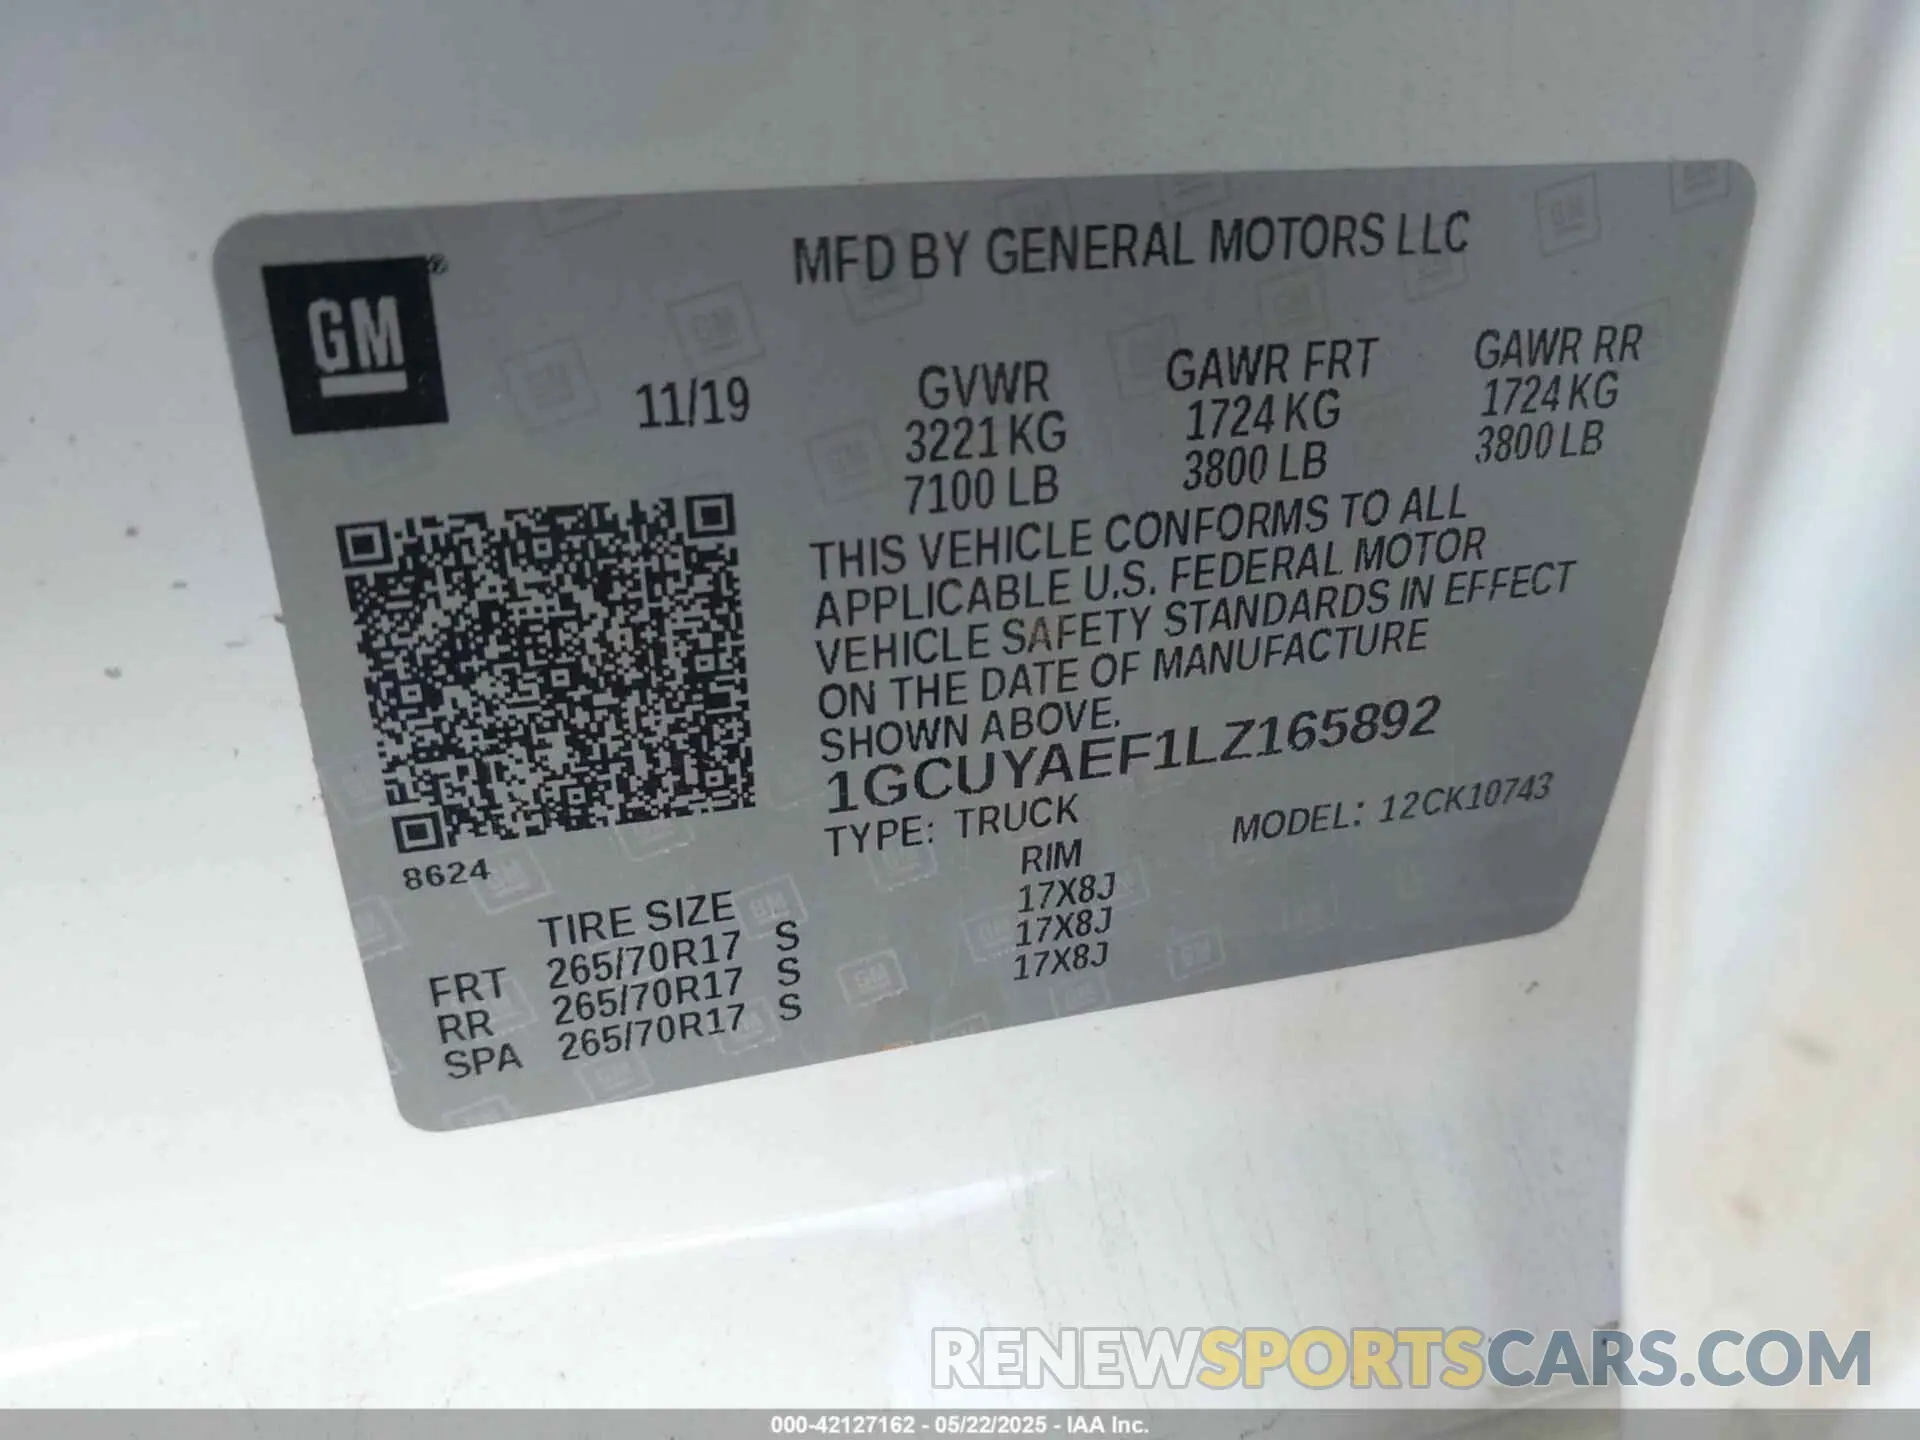 MFD BY GENERAL MOTORS LLC
GM®
11/19
GVWR GAWR FRT GAWR RR
3221 KG 1724 KG 1724 KG
7100 LB 3800 LB 3800 LB
THIS VEHICLE CONFORMS TO ALL
APPLICABLE U.S. FEDERAL MOTOR
VEHICLE SAFETY STANDARDS IN EFFECT
ON THE DATE OF MANUFACTURE
SHOWN ABOVE.
1GCUYAEF1LZ165892
TYPE: TRUCK MODEL: 12CK10743
8624
TIRE SIZE RIM
FRT 265/70R17 S 17X8J
RR 265/70R17 S 17X8J
SPA 265/70R17 S 17X8J
RENEWSPORTSCARS.COM
000-42127162 - 05/22/2025 - IAA Inc.